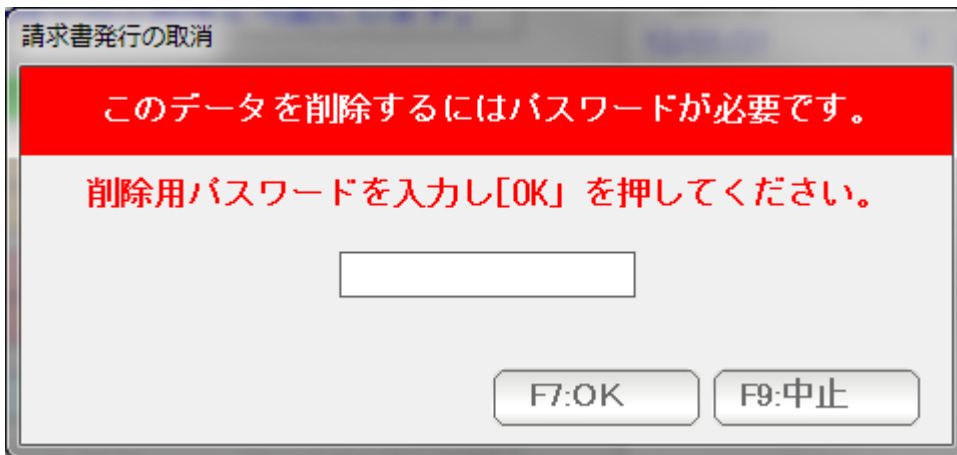 請求書発行の取消
このデータを削除するにはパスワードが必要です。
削除用パスワードを入力し[OK」を押してください。
F7:OK
F9:中止